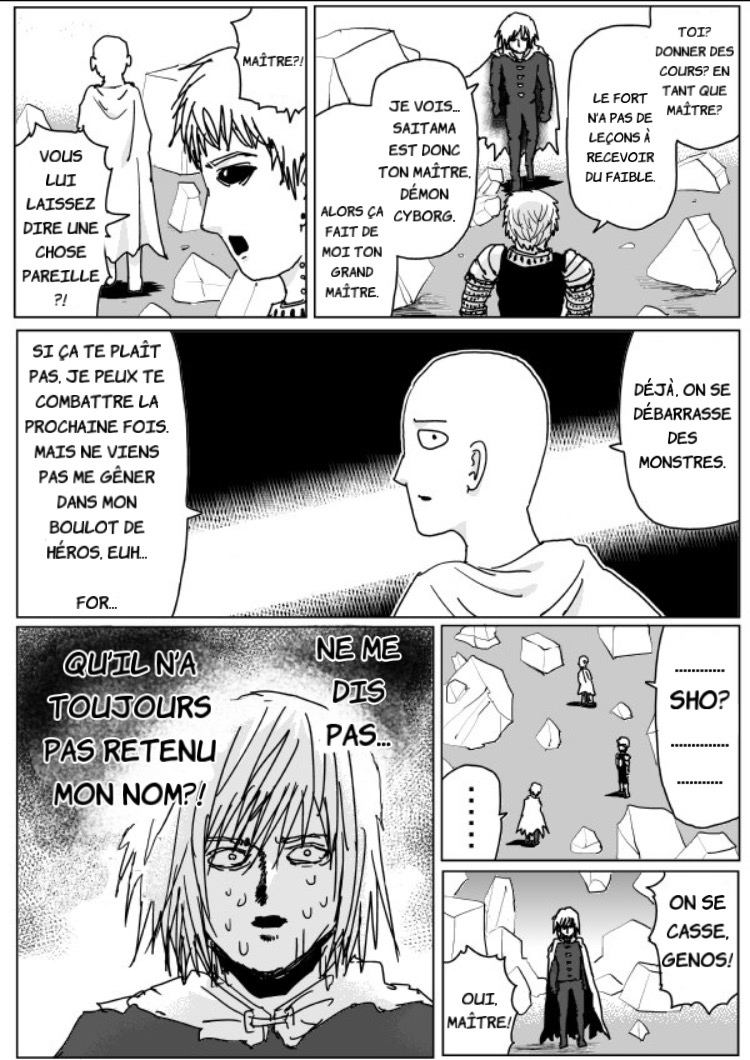 TOI?
DONNER DES
COURS? EN
TANT QUE
MAÎTRE?
LE FORT
N'A PAS DE
LEÇONS À
RECEVOIR
DU FAIBLE.
JE VOIS...
SAITAMA
EST DONC
TON MAÎTRE,
DÉMON
CYBORG.
ALORS ÇA
FAIT DE
MOI TON
GRAND
MAÎTRE.
MAÎTRE?!
VOUS
LUI
LAISSEZ
DIRE UNE
CHOSE
PAREILLE
?!
DÉJÀ, ON SE
DÉBARRASSE
DES
MONSTRES.
SI ÇA TE PLAÎT
PAS, JE PEUX TE
COMBATTRE LA
PROCHAINE FOIS.
MAIS NE VIENS
PAS ME GÊNER
DANS MON
BOULOT DE
HÉROS, EUH...
FOR...
............
SHO?
..............
...........
......
NE ME
DIS
PAS...
QU'IL N'A
TOUJOURS
PAS RETENU
MON NOM?!
ON SE
CASSE,
GENOS!
OUI,
MAÎTRE!